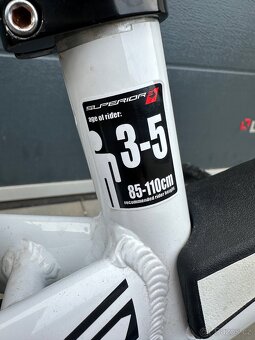 SUPERIOR
age of rider:
3-5
85-110cm
recommended rider height